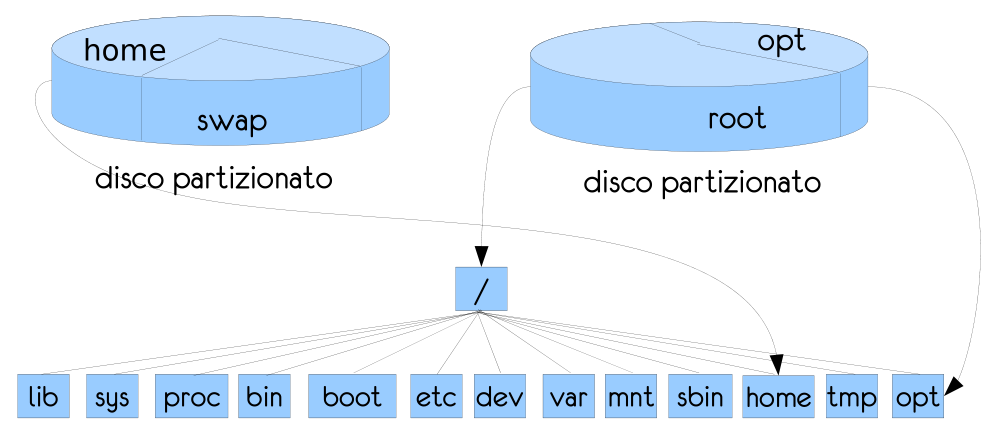 home
opt
swap
root
disco partizionato
disco partizionato
/
lib sys proc bin boot etc dev var mnt sbin home tmp opt